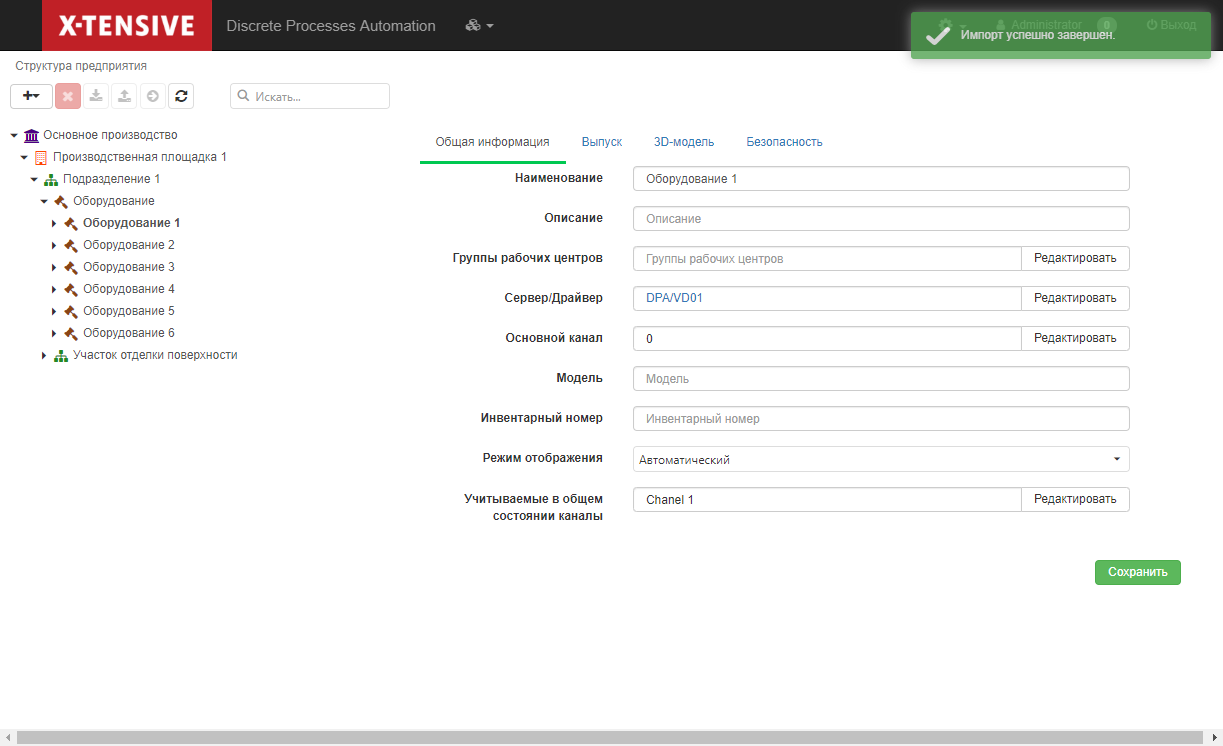 X-TENSIVE Discrete Processes Automation Administrator 0 Выход
Импорт успешно завершен.
Структура предприятия
Искать...
Основное производство
Производственная площадка 1
Подразделение 1
Оборудование
Оборудование 1
Оборудование 2
Оборудование 3
Оборудование 4
Оборудование 5
Оборудование 6
Участок отделки поверхности
Общая информация Выпуск 3D-модель Безопасность
Наименование Оборудование 1
Описание Описание
Группы рабочих центров Группы рабочих центров Редактировать
Сервер/Драйвер DPA/VD01 Редактировать
Основной канал 0 Редактировать
Модель Модель
Инвентарный номер Инвентарный номер
Режим отображения Автоматический
Учитываемые в общем
состоянии каналы Chanel 1 Редактировать
Сохранить